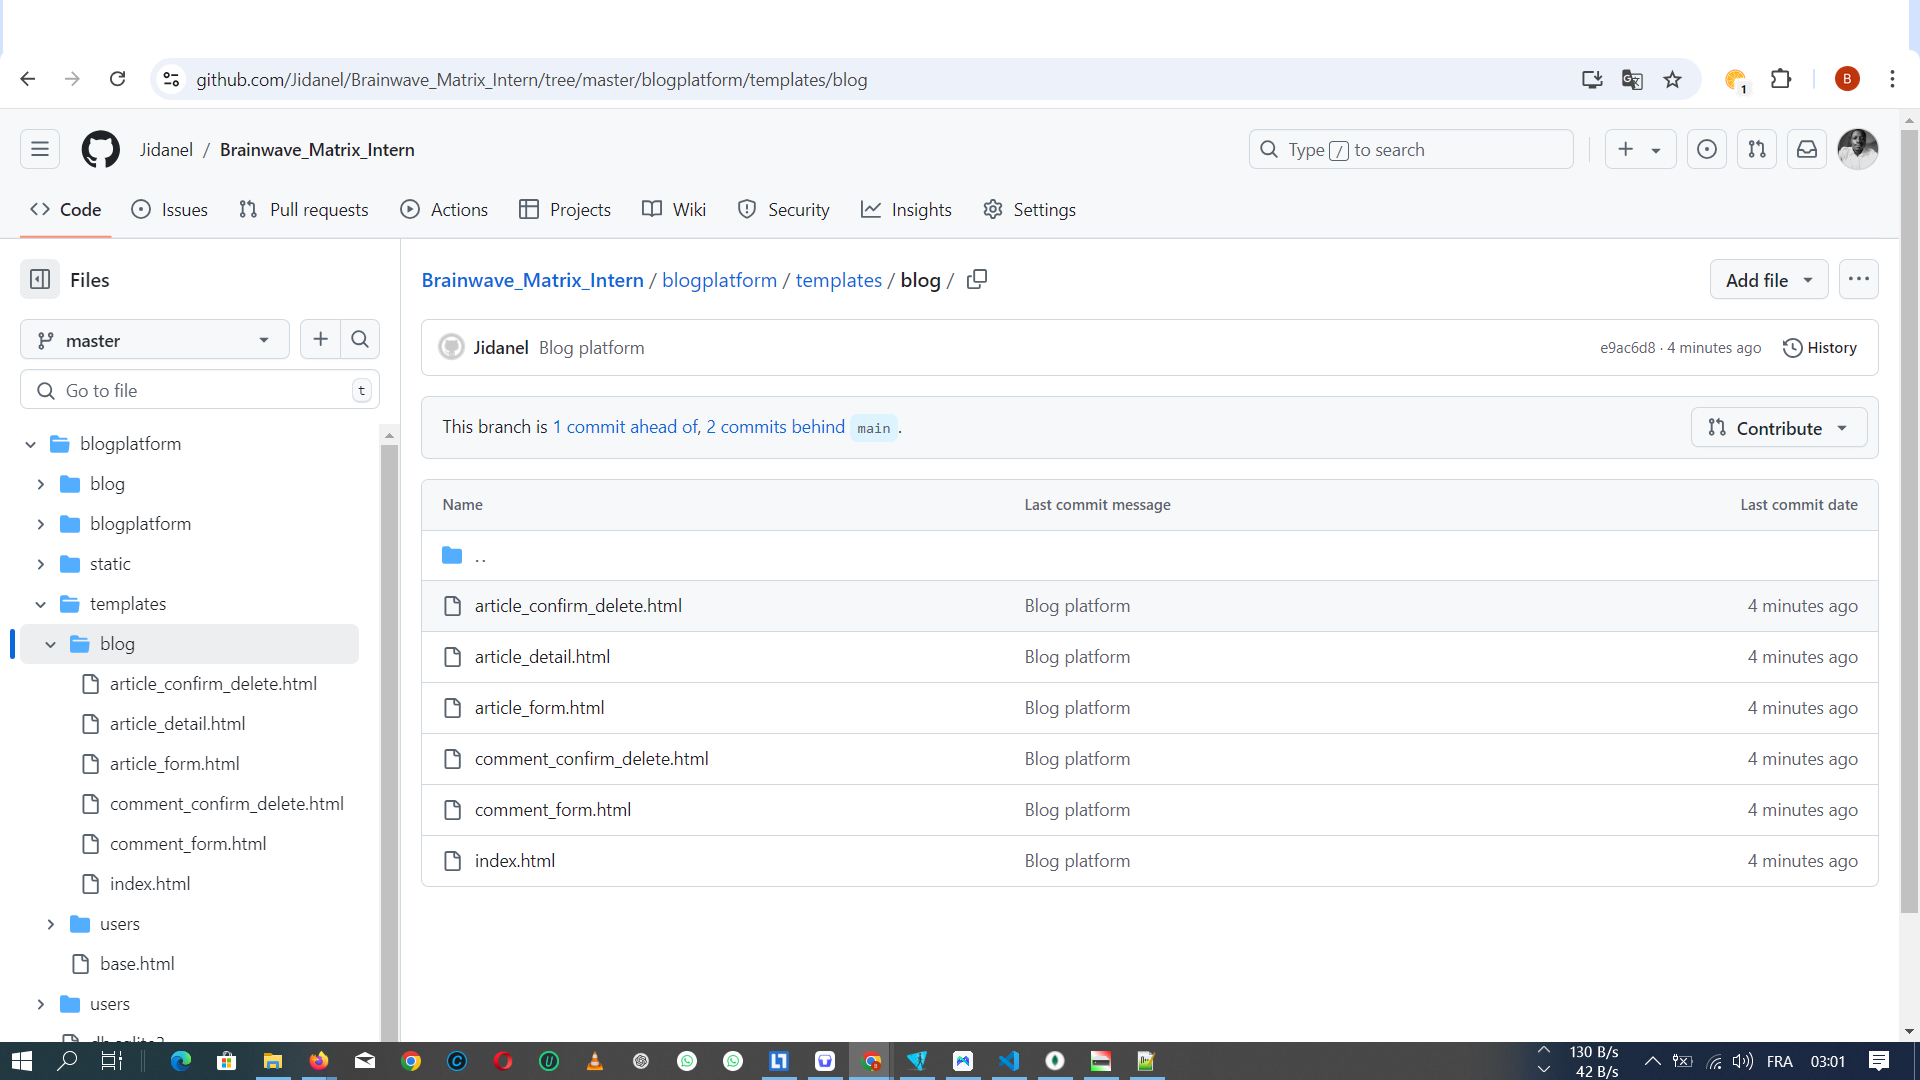 github.com/Jidanel/Brainwave_Matrix_Intern/tree/master/blogplatform/templates/blog
1
B
Jidanel / Brainwave_Matrix_Intern
Type / to search
Code
Issues
Pull requests
Actions
Projects
Wiki
Security
Insights
Settings
Files
master
Go to file
t
blogplatform
blog
blogplatform
static
templates
blog
article_confirm_delete.html
article_detail.html
article_form.html
comment_confirm_delete.html
comment_form.html
index.html
users
base.html
users
Brainwave_Matrix_Intern / blogplatform / templates / blog /
Add file
Jidanel Blog platform
e9ac6d8 · 4 minutes ago
History
This branch is 1 commit ahead of, 2 commits behind main .
Contribute
Name Last commit message Last commit date
..
article_confirm_delete.html Blog platform 4 minutes ago
article_detail.html Blog platform 4 minutes ago
article_form.html Blog platform 4 minutes ago
comment_confirm_delete.html Blog platform 4 minutes ago
comment_form.html Blog platform 4 minutes ago
index.html Blog platform 4 minutes ago
130 B/s
42 B/s
FRA
03:01